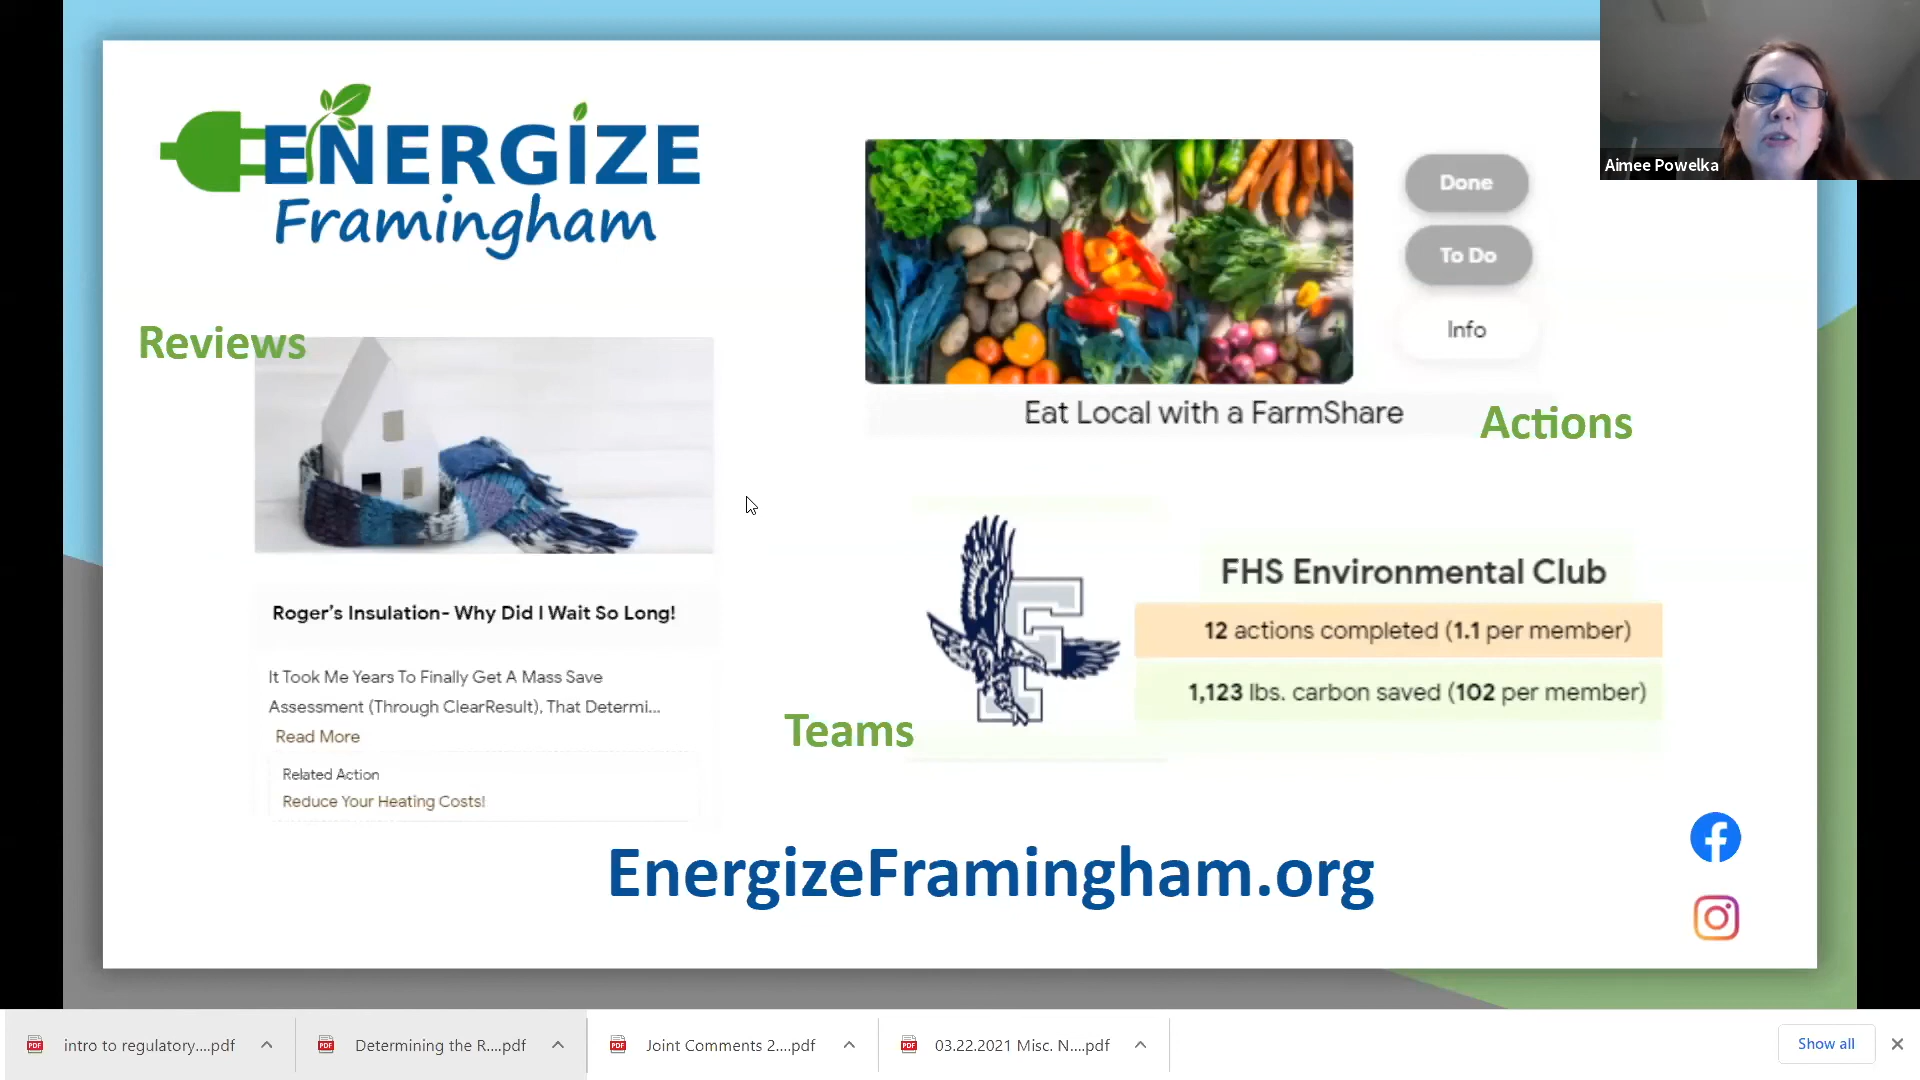 ENERGIZE
Framingham
Aimee Powelka
Done
To Do
Info
Reviews
Eat Local with a FarmShare
Actions
Roger's Insulation- Why Did I Wait So Long!
It Took Me Years To Finally Get A Mass Save
Assessment (Through ClearResult), That Determi...
Read More
Related Action
Reduce Your Heating Costs!
Teams
F
FHS Environmental Club
12 actions completed (1.1 per member)
1,123 lbs. carbon saved (102 per member)
EnergizeFramingham.org
intro to regulatory....pdf
Determining the R....pdf
Joint Comments 2....pdf
03.22.2021 Misc. N....pdf
Show all